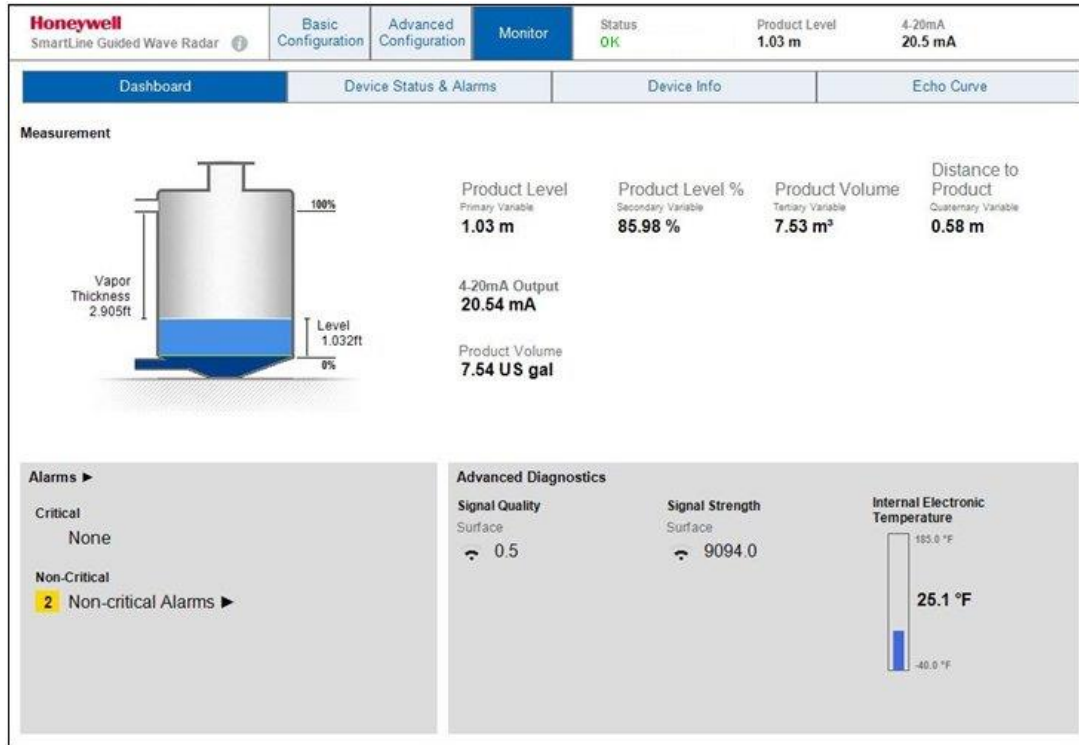 Honeywell
SmartLine Guided Wave Radar
Basic
Configuration
Advanced
Configuration
Monitor
Status
OK
Product Level
1.03 m
4-20mA
20.5 mA
Dashboard
Device Status & Alarms
Device Info
Echo Curve
Measurement
100%
Vapor
Thickness
2.905ft
Level
1.032ft
0%
Product Level
Primary Variable
1.03 m
Product Level %
Secondary Variable
85.98 %
Product Volume
Tertiary Variable
7.53 m³
Distance to
Product
Quaternary Variable
0.58 m
4-20mA Output
20.54 mA
Product Volume
7.54 US gal
Alarms ►
Critical
None
Non-Critical
2 Non-critical Alarms ►
Advanced Diagnostics
Signal Quality
Surface
0.5
Signal Strength
Surface
9094.0
Internal Electronic
Temperature
185.0 °F
25.1 °F
-40.0 °F